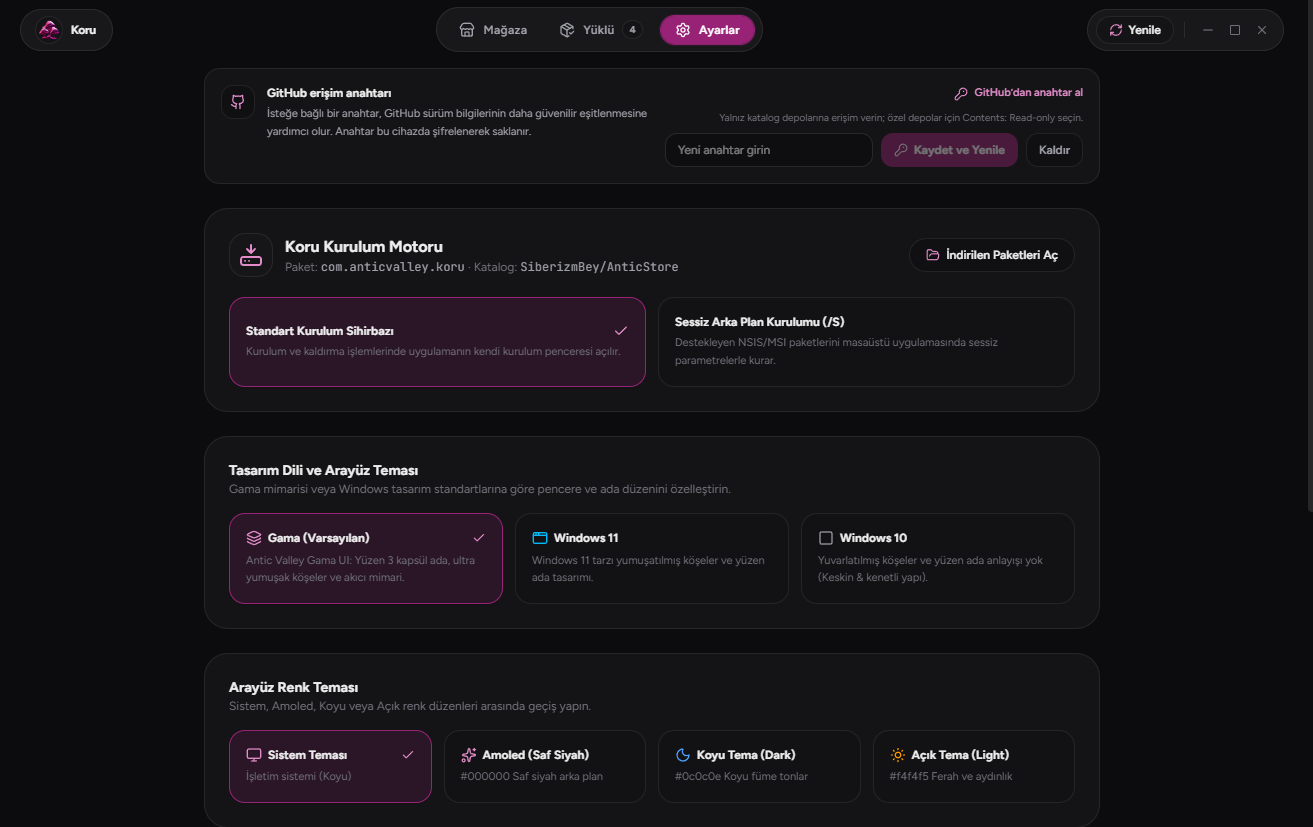 Koru
Mağaza
Yüklü 4
Ayarlar
Yenile
GitHub erişim anahtarı
İsteğe bağlı bir anahtar, GitHub sürüm bilgilerinin daha güvenilir eşitlenmesine
yardımcı olur. Anahtar bu cihazda şifrelenerek saklanır.
GitHub'dan anahtar al
Yalnız katalog depolarına erişim verin; özel depolar için Contents: Read-only seçin.
Yeni anahtar girin
Kaydet ve Yenile
Kaldır
Koru Kurulum Motoru
Paket: com.anticvalley.koru · Katalog: SiberizmBey/AnticStore
İndirilen Paketleri Aç
Standart Kurulum Sihirbazı
Kurulum ve kaldırma işlemlerinde uygulamanın kendi kurulum penceresi açılır.
Sessiz Arka Plan Kurulumu (/S)
Destekleyen NSIS/MSI paketlerini masaüstü uygulamasında sessiz
parametrelerle kurar.
Tasarım Dili ve Arayüz Teması
Gama mimarisi veya Windows tasarım standartlarına göre pencere ve ada düzenini özelleştirin.
Gama (Varsayılan)
Antic Valley Gama UI: Yüzen 3 kapsül ada, ultra
yumuşak köşeler ve akıcı mimari.
Windows 11
Windows 11 tarzı yumuşatılmış köşeler ve yüzen
ada tasarımı.
Windows 10
Yuvarlatılmış köşeler ve yüzen ada anlayışı yok
(Keskin & kenetli yapı).
Arayüz Renk Teması
Sistem, Amoled, Koyu veya Açık renk düzenleri arasında geçiş yapın.
Sistem Teması
İşletim sistemi (Koyu)
Amoled (Saf Siyah)
#000000 Saf siyah arka plan
Koyu Tema (Dark)
#0c0c0e Koyu füme tonlar
Açık Tema (Light)
#f4f4f5 Ferah ve aydınlık